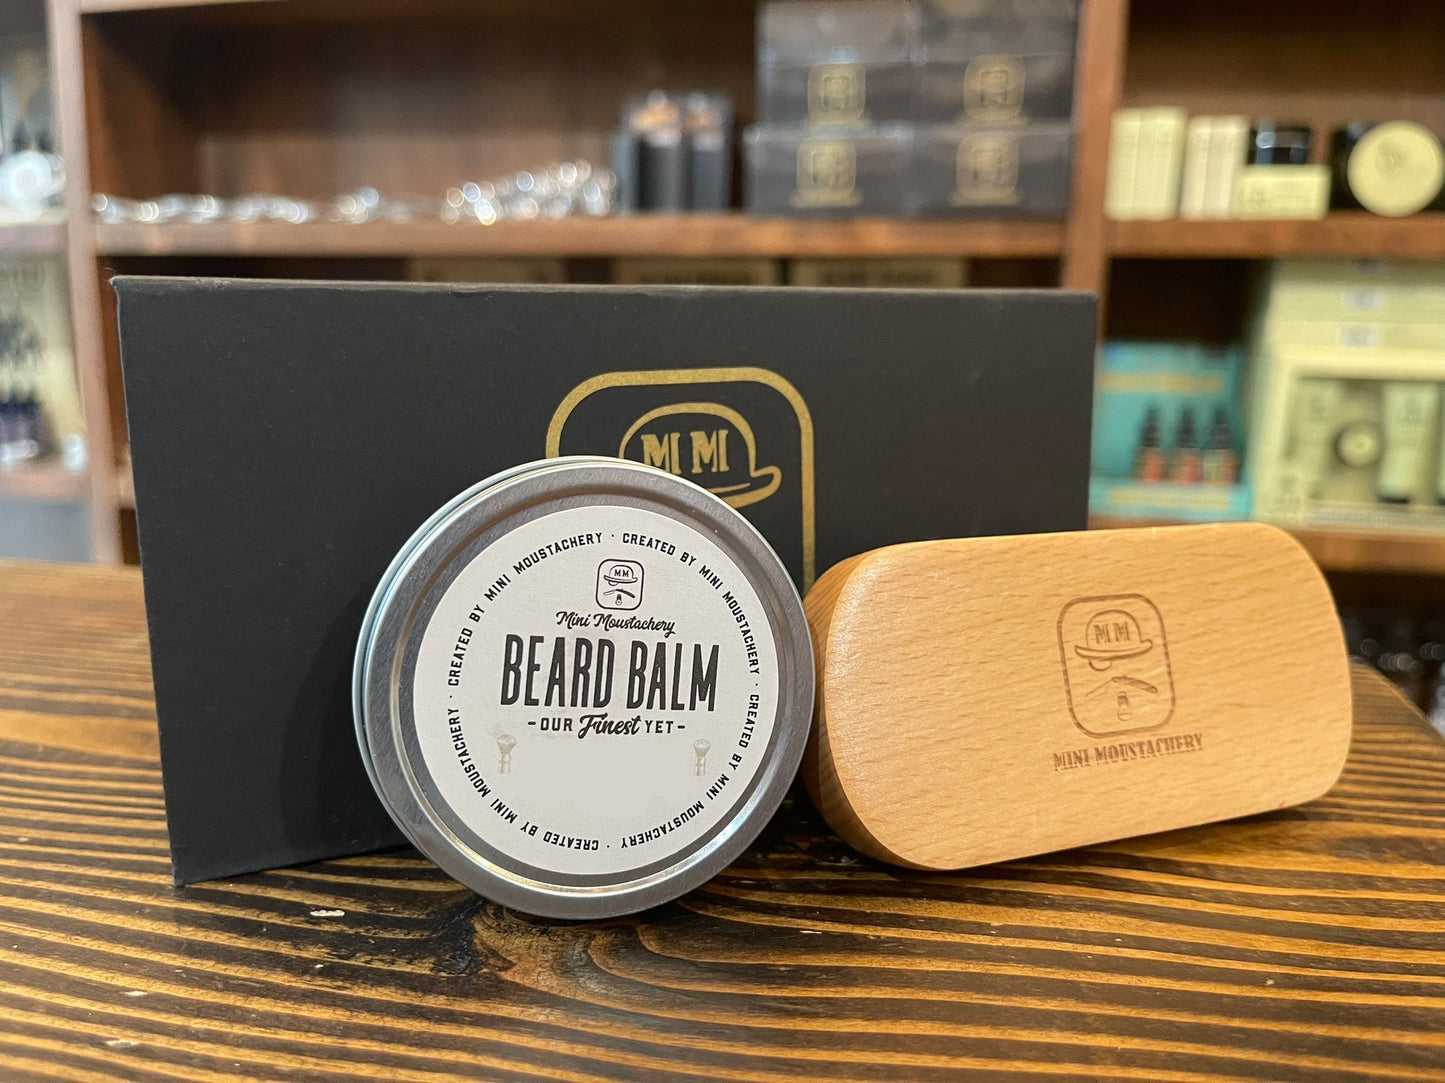 MM
CREATED BY MINI MOUSTACHERY · CREATED BY MINI MOUSTACHERY · CREATED BY MINI MOUSTACHERY · CREATED BY MINI MOUSTACHERY ·
MM
Mini Moustachery
BEARD BALM
-OUR Finest YET-
MM
MINI MOUSTACHERY